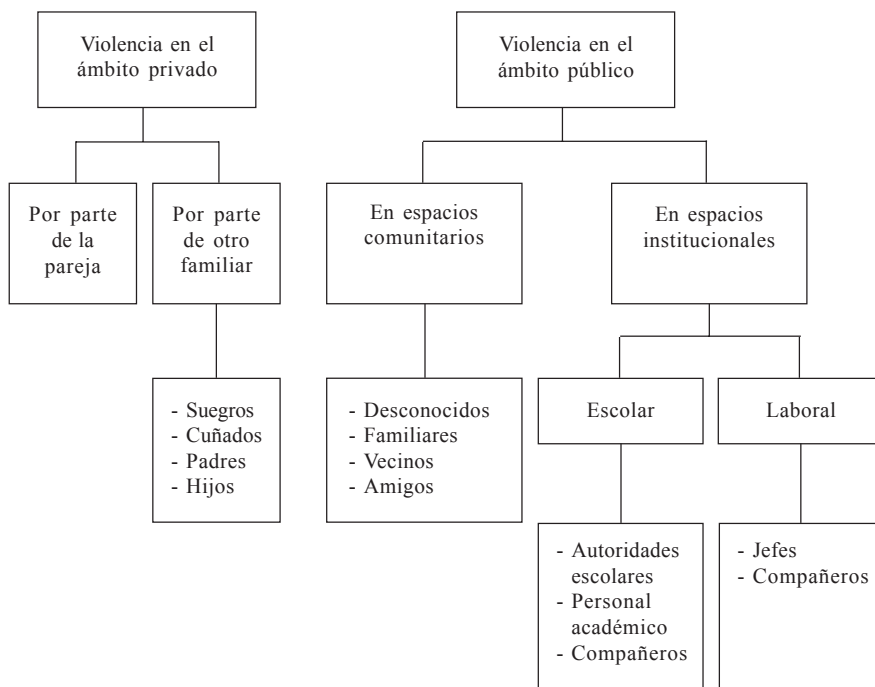 Violencia en el
ámbito privado
Violencia en el
ámbito público
Por parte
de la
pareja
Por parte
de otro
familiar
En espacios
comunitarios
En espacios
institucionales
- Suegros
- Cuñados
- Padres
- Hijos
- Desconocidos
- Familiares
- Vecinos
- Amigos
Escolar
Laboral
- Autoridades
escolares
- Personal
académico
- Compañeros
- Jefes
- Compañeros